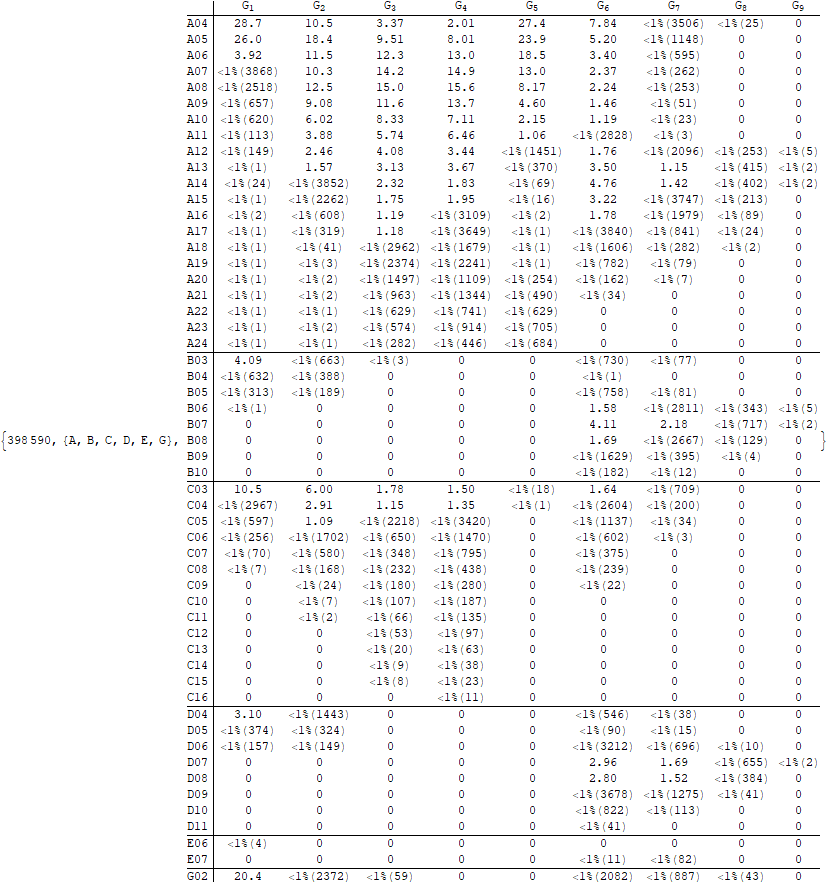 G1 G2 G3 G4 G5 G6 G7 G8 G9
A04 28.7 10.5 3.37 2.01 27.4 7.84 <1%(3506) <1%(25) 0
A05 26.0 18.4 9.51 8.01 23.9 5.20 <1%(1148) 0 0
A06 3.92 11.5 12.3 13.0 18.5 3.40 <1%(595) 0 0
A07 <1%(3868) 10.3 14.2 14.9 13.0 2.37 <1%(262) 0 0
A08 <1%(2518) 12.5 15.0 15.6 8.17 2.24 <1%(253) 0 0
A09 <1%(657) 9.08 11.6 13.7 4.60 1.46 <1%(51) 0 0
A10 <1%(620) 6.02 8.33 7.11 2.15 1.19 <1%(23) 0 0
A11 <1%(113) 3.88 5.74 6.46 1.06 <1%(2828) <1%(3) 0 0
A12 <1%(149) 2.46 4.08 3.44 <1%(1451) 1.76 <1%(2096) <1%(253) <1%(5)
A13 <1%(1) 1.57 3.13 3.67 <1%(370) 3.50 1.15 <1%(415) <1%(2)
A14 <1%(24) <1%(3852) 2.32 1.83 <1%(69) 4.76 1.42 <1%(402) <1%(2)
A15 <1%(1) <1%(2262) 1.75 1.95 <1%(16) 3.22 <1%(3747) <1%(213) 0
A16 <1%(2) <1%(608) 1.19 <1%(3109) <1%(2) 1.78 <1%(1979) <1%(89) 0
A17 <1%(1) <1%(319) 1.18 <1%(3649) <1%(1) <1%(3840) <1%(841) <1%(24) 0
A18 <1%(1) <1%(41) <1%(2962) <1%(1679) <1%(1) <1%(1606) <1%(282) <1%(2) 0
A19 <1%(1) <1%(3) <1%(2374) <1%(2241) <1%(1) <1%(782) <1%(79) 0 0
A20 <1%(1) <1%(2) <1%(1497) <1%(1109) <1%(254) <1%(162) <1%(7) 0 0
A21 <1%(1) <1%(2) <1%(963) <1%(1344) <1%(490) <1%(34) 0 0 0
A22 <1%(1) <1%(1) <1%(629) <1%(741) <1%(629) 0 0 0 0
A23 <1%(1) <1%(2) <1%(574) <1%(914) <1%(705) 0 0 0 0
A24 <1%(1) <1%(1) <1%(282) <1%(446) <1%(684) 0 0 0 0
B03 4.09 <1%(663) <1%(3) 0 0 <1%(730) <1%(77) 0 0
B04 <1%(632) <1%(388) 0 0 0 <1%(1) 0 0 0
B05 <1%(313) <1%(189) 0 0 0 <1%(758) <1%(81) 0 0
B06 <1%(1) 0 0 0 0 1.58 <1%(2811) <1%(343) <1%(5)
B07 0 0 0 0 0 4.11 2.18 <1%(717) <1%(2)
{398590, {A, B, C, D, E, G}, B08 0 0 0 0 0 1.69 <1%(2667) <1%(129) 0 }
B09 0 0 0 0 0 <1%(1629) <1%(395) <1%(4) 0
B10 0 0 0 0 0 <1%(182) <1%(12) 0 0
C03 10.5 6.00 1.78 1.50 <1%(18) 1.64 <1%(709) 0 0
C04 <1%(2967) 2.91 1.15 1.35 <1%(1) <1%(2604) <1%(200) 0 0
C05 <1%(597) 1.09 <1%(2218) <1%(3420) 0 <1%(1137) <1%(34) 0 0
C06 <1%(256) <1%(1702) <1%(650) <1%(1470) 0 <1%(602) <1%(3) 0 0
C07 <1%(70) <1%(580) <1%(348) <1%(795) 0 <1%(375) 0 0 0
C08 <1%(7) <1%(168) <1%(232) <1%(438) 0 <1%(239) 0 0 0
C09 0 <1%(24) <1%(180) <1%(280) 0 <1%(22) 0 0 0
C10 0 <1%(7) <1%(107) <1%(187) 0 0 0 0 0
C11 0 <1%(2) <1%(66) <1%(135) 0 0 0 0 0
C12 0 0 <1%(53) <1%(97) 0 0 0 0 0
C13 0 0 <1%(20) <1%(63) 0 0 0 0 0
C14 0 0 <1%(9) <1%(38) 0 0 0 0 0
C15 0 0 <1%(8) <1%(23) 0 0 0 0 0
C16 0 0 0 <1%(11) 0 0 0 0 0
D04 3.10 <1%(1443) 0 0 0 <1%(546) <1%(38) 0 0
D05 <1%(374) <1%(324) 0 0 0 <1%(90) <1%(15) 0 0
D06 <1%(157) <1%(149) 0 0 0 <1%(3212) <1%(696) <1%(10) 0
D07 0 0 0 0 0 2.96 1.69 <1%(655) <1%(2)
D08 0 0 0 0 0 2.80 1.52 <1%(384) 0
D09 0 0 0 0 0 <1%(3678) <1%(1275) <1%(41) 0
D10 0 0 0 0 0 <1%(822) <1%(113) 0 0
D11 0 0 0 0 0 <1%(41) 0 0 0
E06 <1%(4) 0 0 0 0 0 0 0 0
E07 0 0 0 0 0 <1%(11) <1%(82) 0 0
G02 20.4 <1%(2372) <1%(59) 0 0 <1%(2082) <1%(887) <1%(43) 0